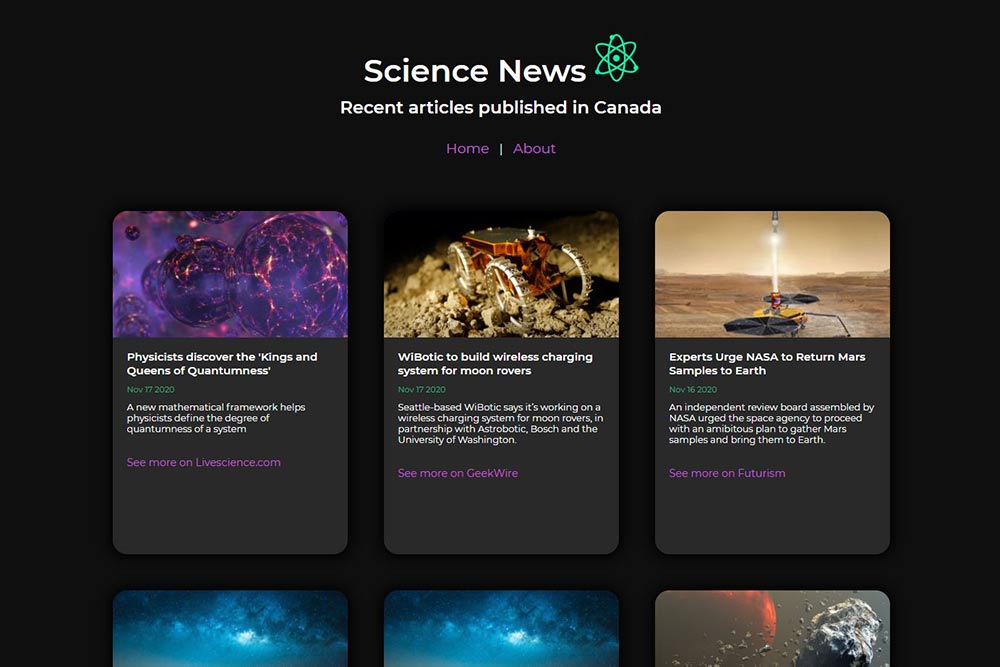 Science News
Recent articles published in Canada
Home | About
Physicists discover the 'Kings and
Queens of Quantumness'
Nov 17 2020
A new mathematical framework helps
physicists define the degree of
quantumness of a system
See more on Livescience.com
WiBotic to build wireless charging
system for moon rovers
Nov 17 2020
Seattle-based WiBotic says it's working on a
wireless charging system for moon rovers, in
partnership with Astrobotic, Bosch and the
University of Washington.
See more on GeekWire
Experts Urge NASA to Return Mars
Samples to Earth
Nov 16 2020
An independent review board assembled by
NASA urged the space agency to proceed
with an ambitous plan to gather Mars
samples and bring them to Earth.
See more on Futurism